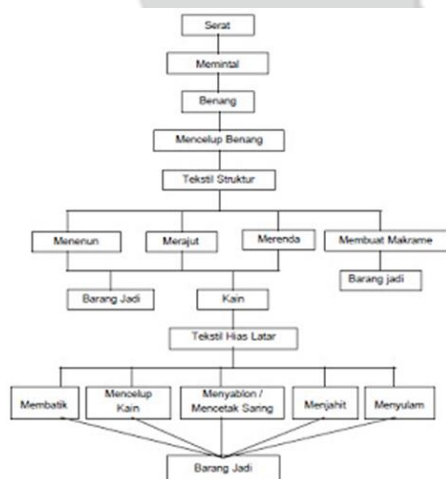 Serat
Memintal
Benang
Mencelup Benang
Tekstil Struktur
Menenun
Merajut
Merenda
Membuat Makrame
Barang Jadi
Kain
Barang jadi
Tekstil Hias Latar
Membatik
Mencelup
Kain
Menyablon /
Mencetak Saring
Menjahit
Menyulam
Barang Jadi